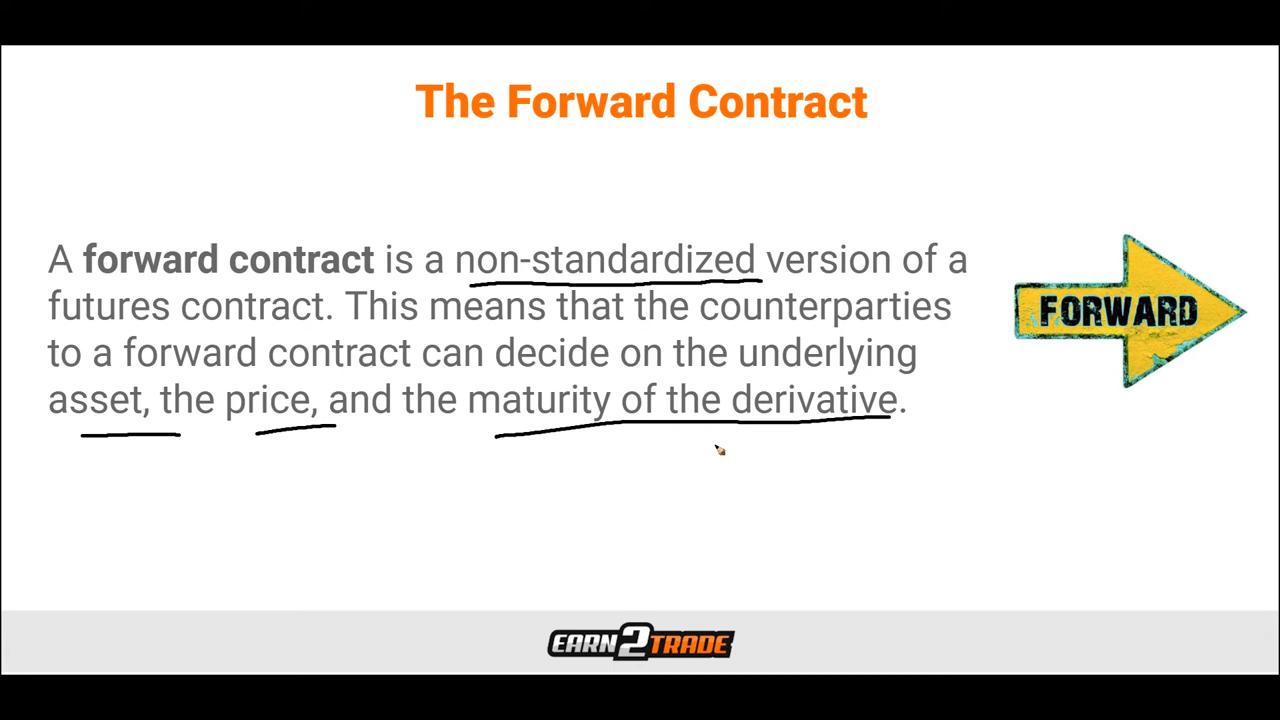 The Forward Contract
A forward contract is a non-standardized version of a
futures contract. This means that the counterparties
to a forward contract can decide on the underlying
asset, the price, and the maturity of the derivative.
FORWARD
EARN2TRADE